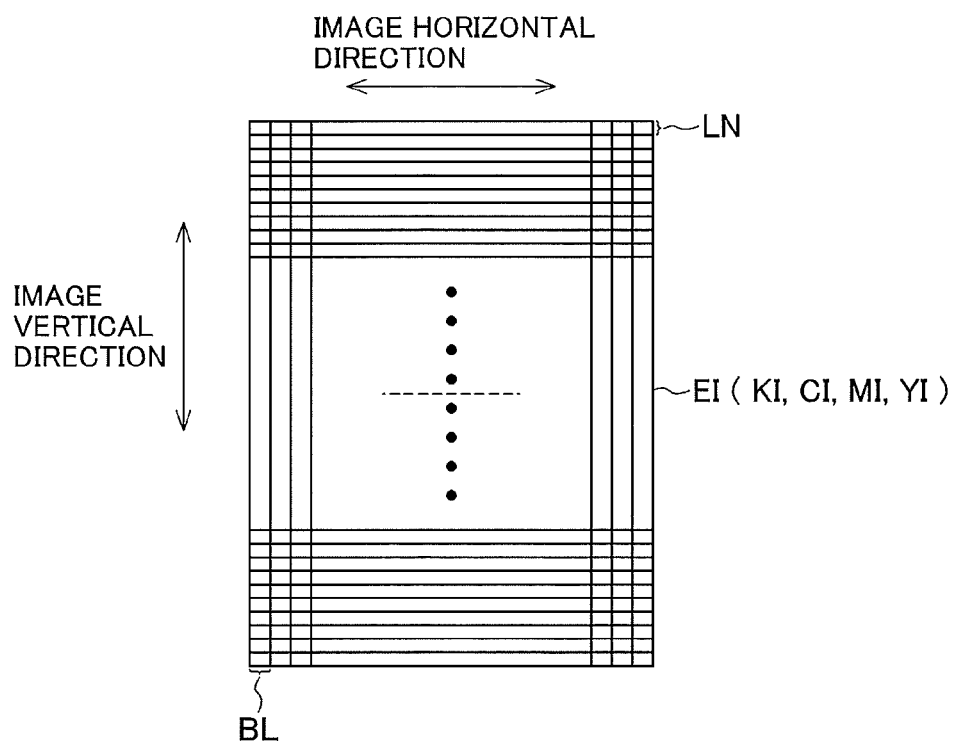 IMAGE HORIZONTAL
DIRECTION
LN
IMAGE
VERTICAL
DIRECTION
EI ( KI, CI, MI, YI )
BL